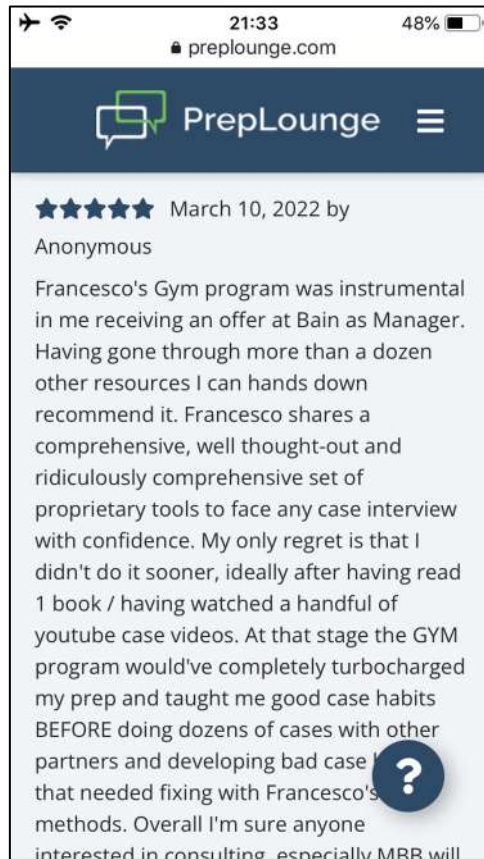 21:33
48%
preplounge.com
PrepLounge
March 10, 2022 by
Anonymous
Francesco's Gym program was instrumental
in me receiving an offer at Bain as Manager.
Having gone through more than a dozen
other resources I can hands down
recommend it. Francesco shares a
comprehensive, well thought-out and
ridiculously comprehensive set of
proprietary tools to face any case interview
with confidence. My only regret is that I
didn't do it sooner, ideally after having read
1 book / having watched a handful of
youtube case videos. At that stage the GYM
program would've completely turbocharged
my prep and taught me good case habits
BEFORE doing dozens of cases with other
partners and developing bad case
that needed fixing with Francesco's
?
methods. Overall I'm sure anyone
interested in consulting, especially MBB will